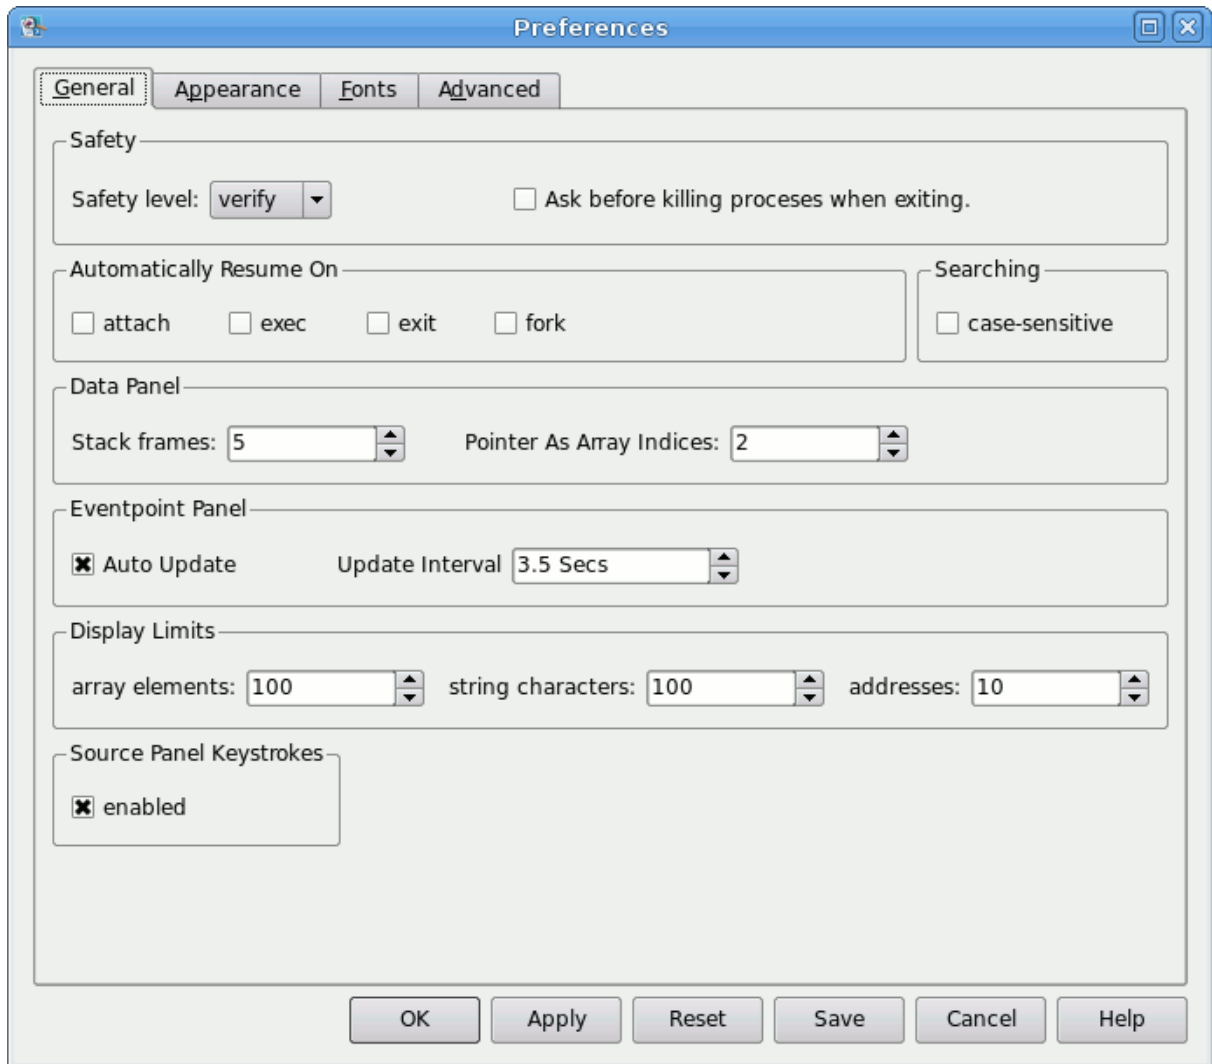 Preferences
General Appearance Fonts Advanced
Safety
Safety level: verify Ask before killing proceses when exiting.
Automatically Resume On Searching
attach exec exit fork case-sensitive
Data Panel
Stack frames: 5 Pointer As Array Indices: 2
Eventpoint Panel
Auto Update Update Interval 3.5 Secs
Display Limits
array elements: 100 string characters: 100 addresses: 10
Source Panel Keystrokes
enabled
OK Apply Reset Save Cancel Help